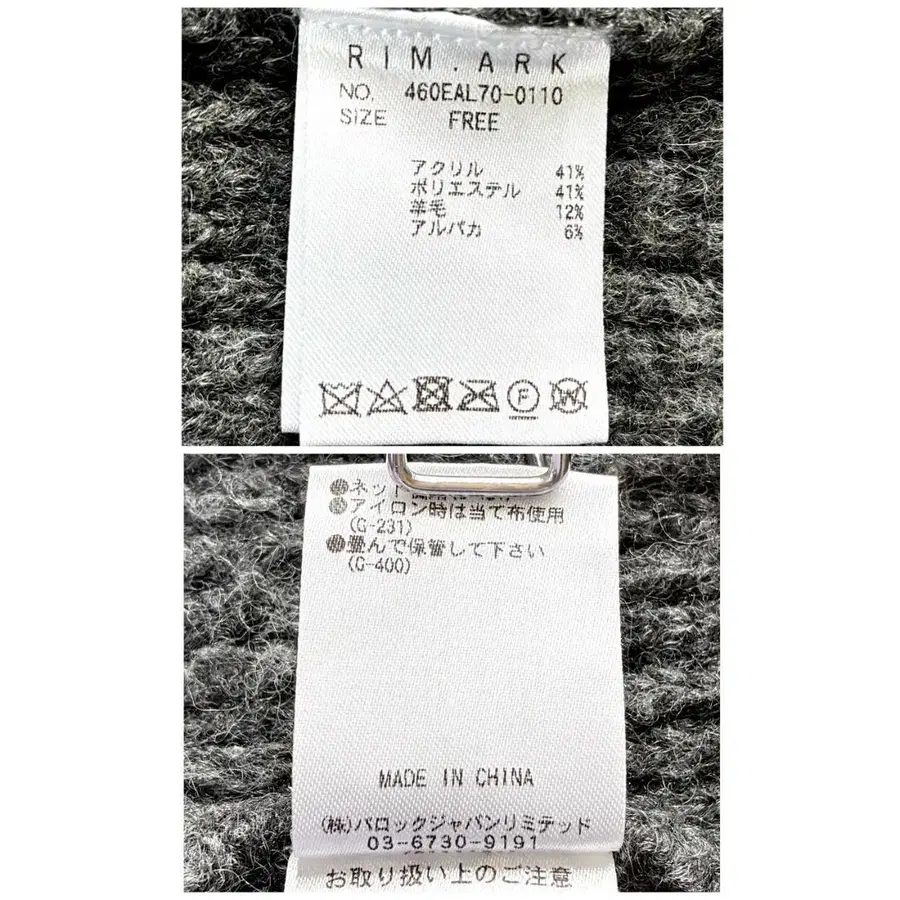 RIM.ARK
NO. 460EAL70-0110
SIZE FREE
アクリル 41%
ポリエステル 41%
羊毛 12%
アルパカ 6%
F
W
●ネット
●アイロン時は当て布使用
(G-231)
●畳んで保管して下さい
(G-400)
MADE IN CHINA
(株)バロックジャパンリミテッド
03-6730-9191
お取り扱い上のご注意